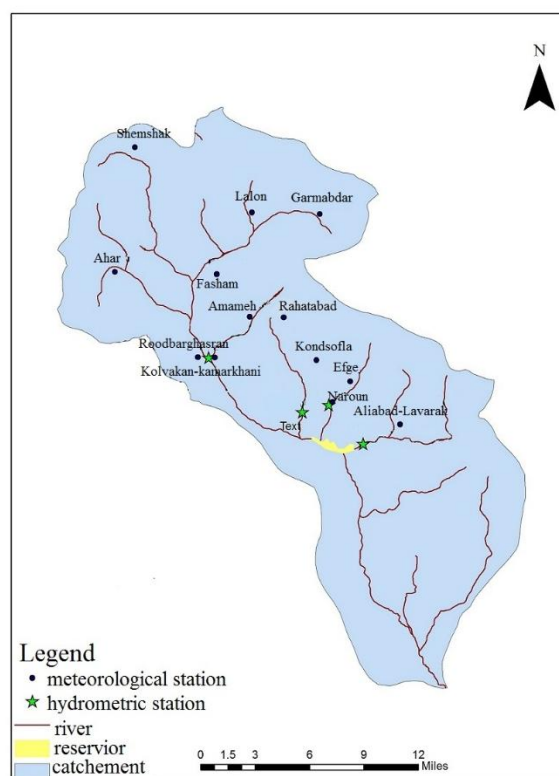 N
Shemshak
Lalon
Garmabdar
Ahar
Fasham
Amameh
Rahatabad
Roodbarghasran
Kolvakan-kamarkhani
Kondsofla
Efge
Naroun
Aliabad-Lavarak
Text
Legend
meteorological station
hydrometric station
river
reservior
catchement
0 1.5 3 6 9 12
Miles